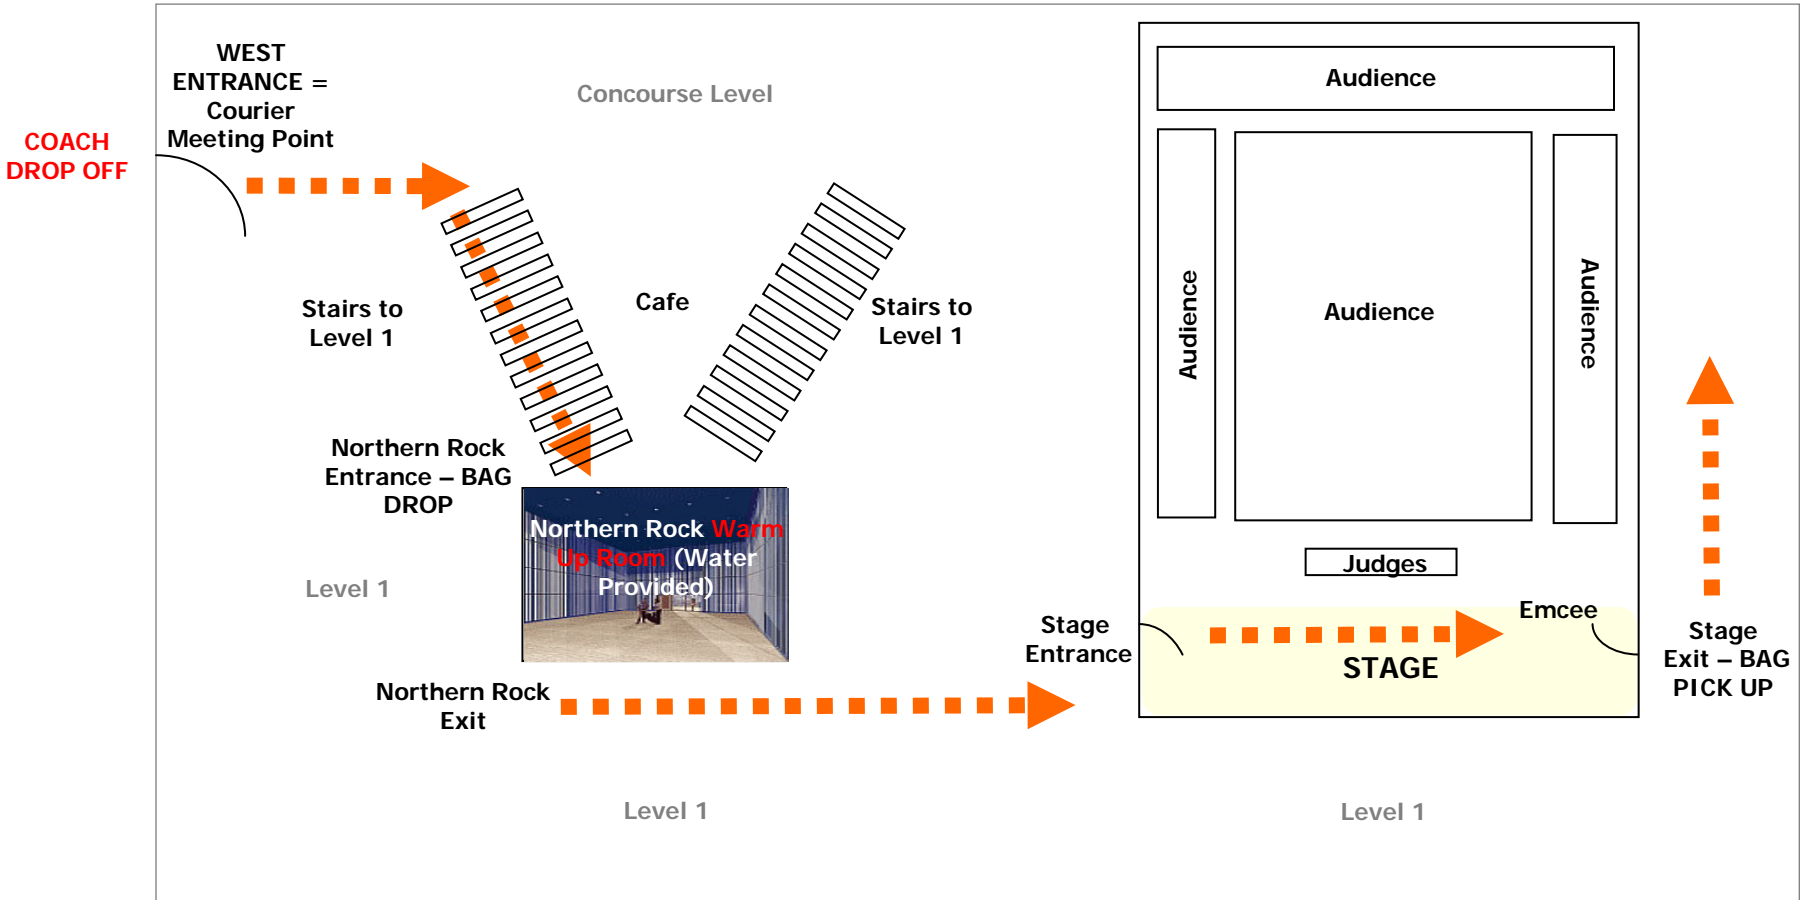 WEST
ENTRANCE =
Courier
Meeting Point
COACH
DROP OFF
Concourse Level
Stairs to
Level 1
Cafe
Stairs to
Level 1
Northern Rock
Entrance – BAG
DROP
Northern Rock Warm
Up Room (Water
Provided)
Level 1
Northern Rock
Exit
Level 1
Audience
Audience
Audience
Audience
Judges
Emcee
Stage
Entrance
STAGE
Stage
Exit – BAG
PICK UP
Level 1